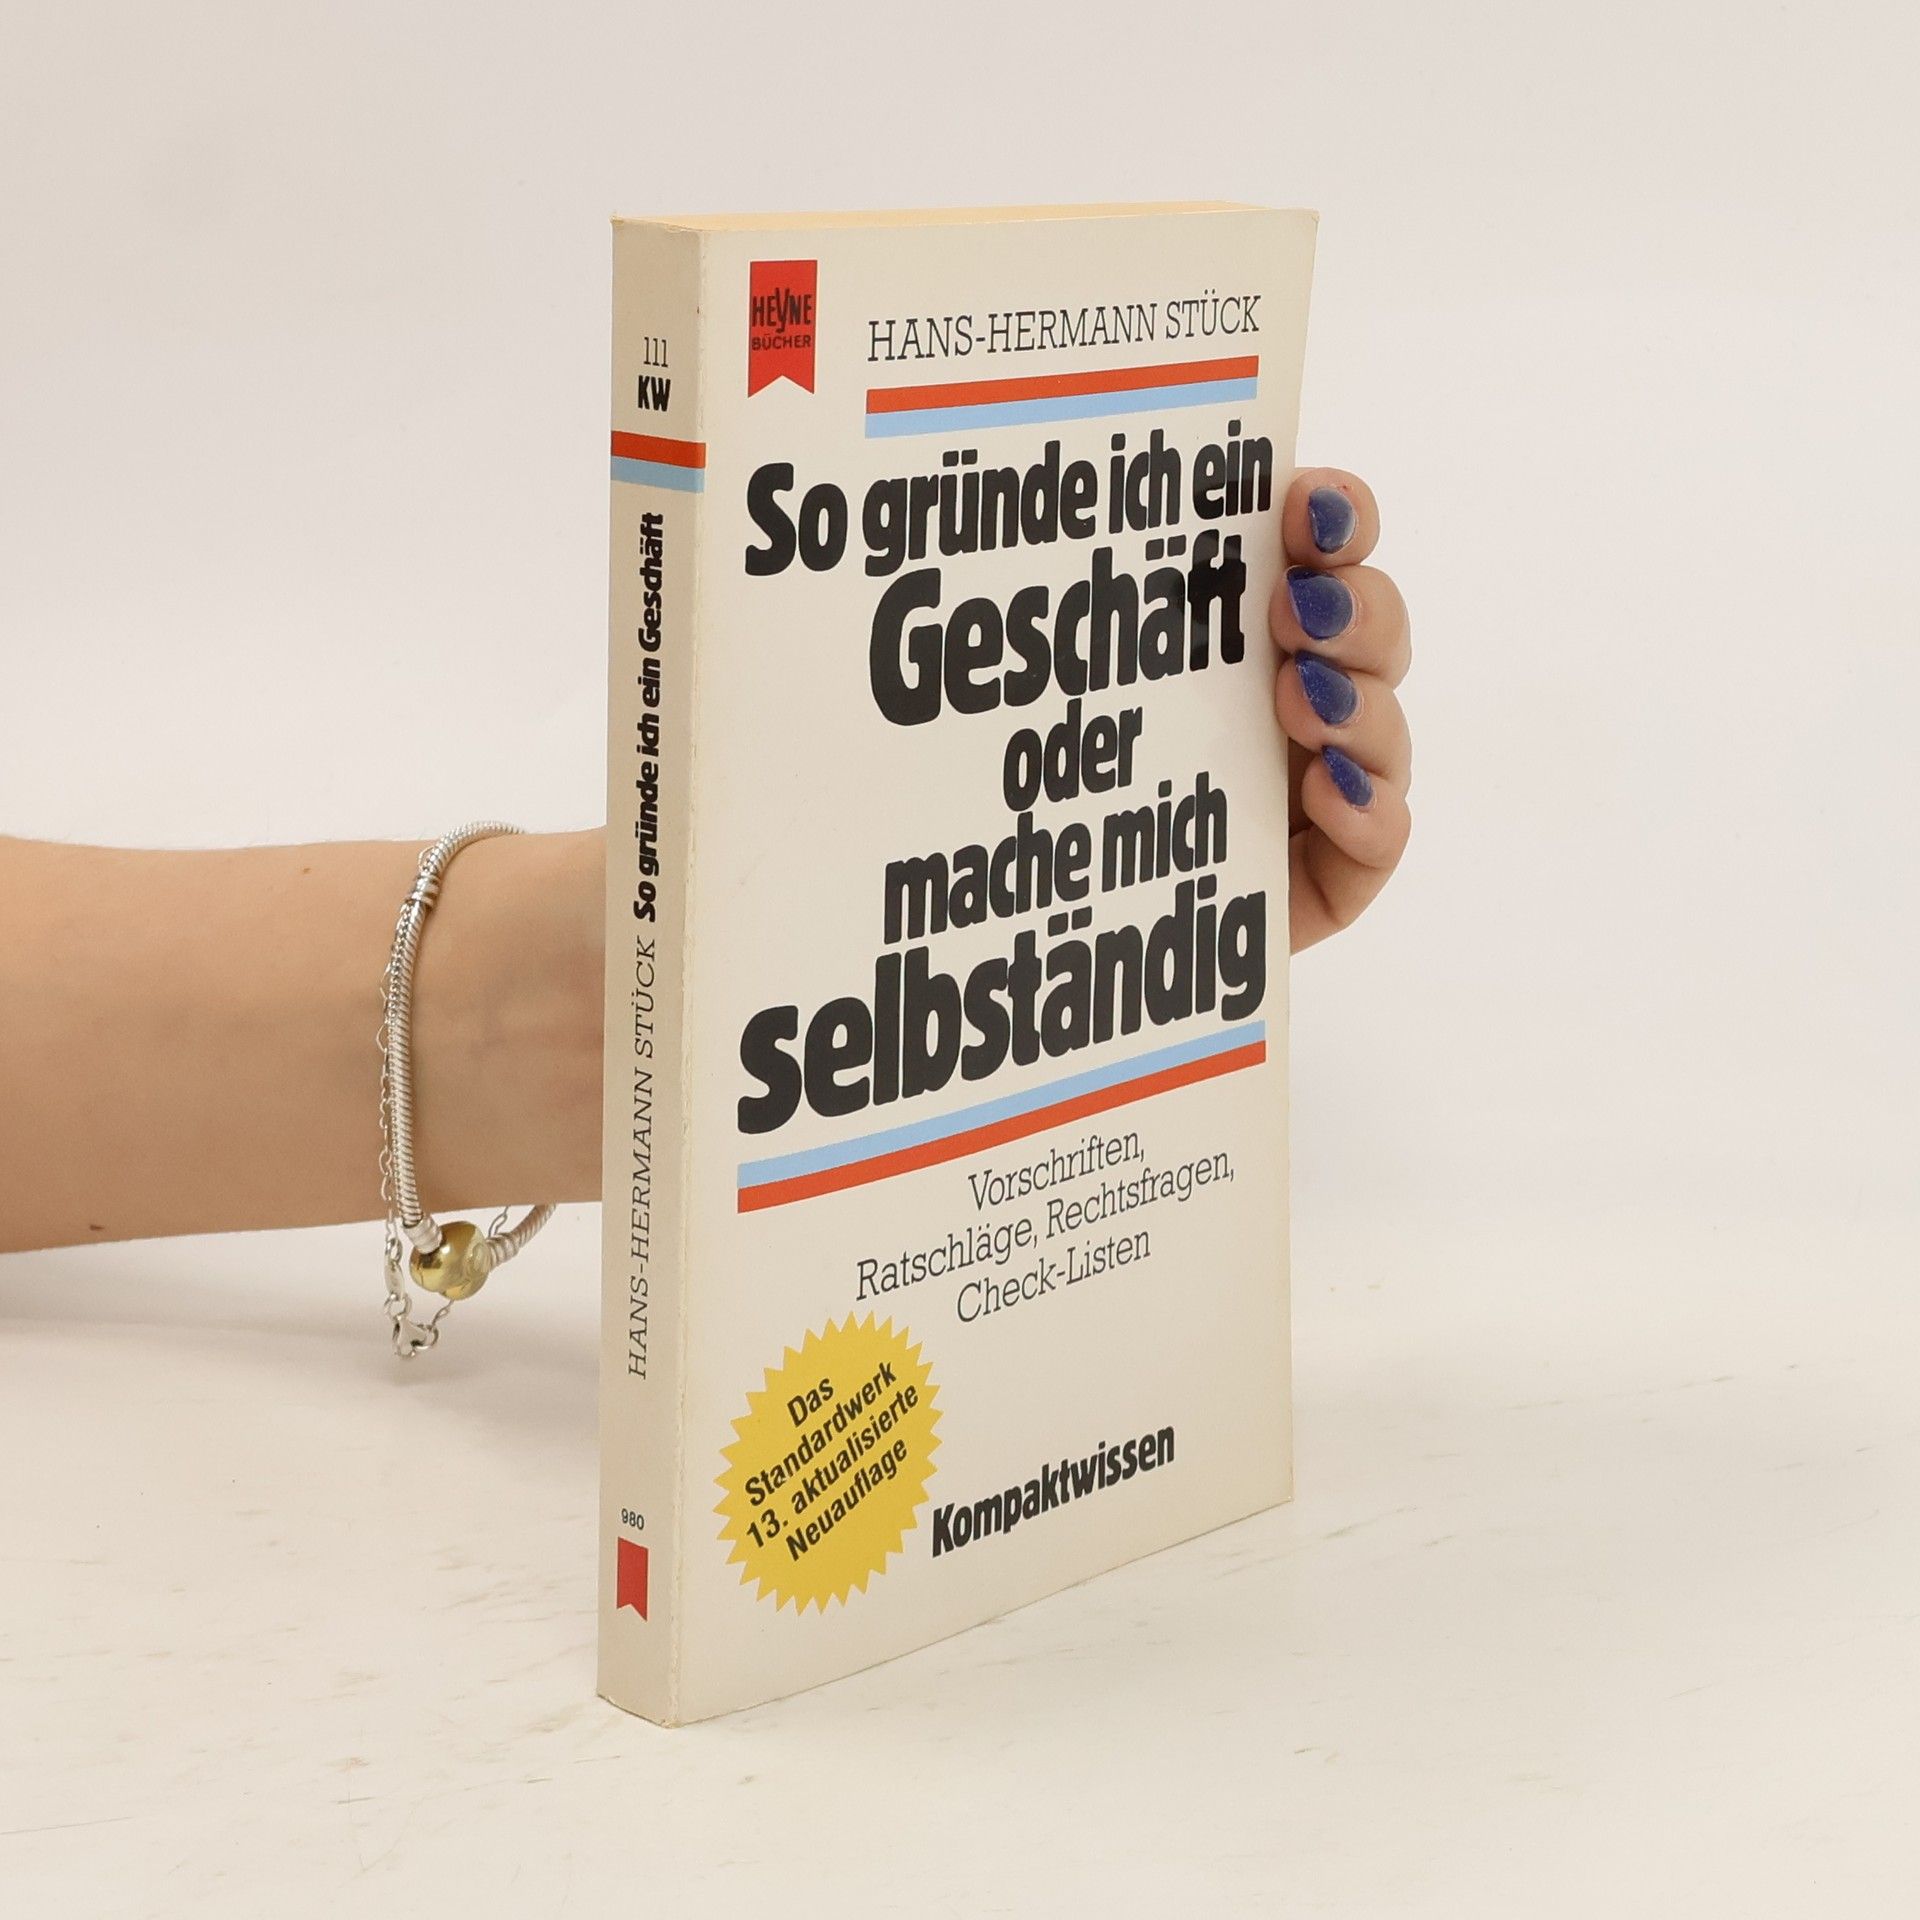 111
KW
HANS-HERMANN STÜCK So gründe ich ein Geschäft
980
HEYNE
BÜCHER
HANS-HERMANN STÜCK
So gründe ich ein
Geschäft
oder
mache mich
selbständig
Vorschriften,
Ratschläge, Rechtsfragen,
Check-Listen
Das
Standardwerk
13. aktualisierte
Neuauflage
Kompaktwissen